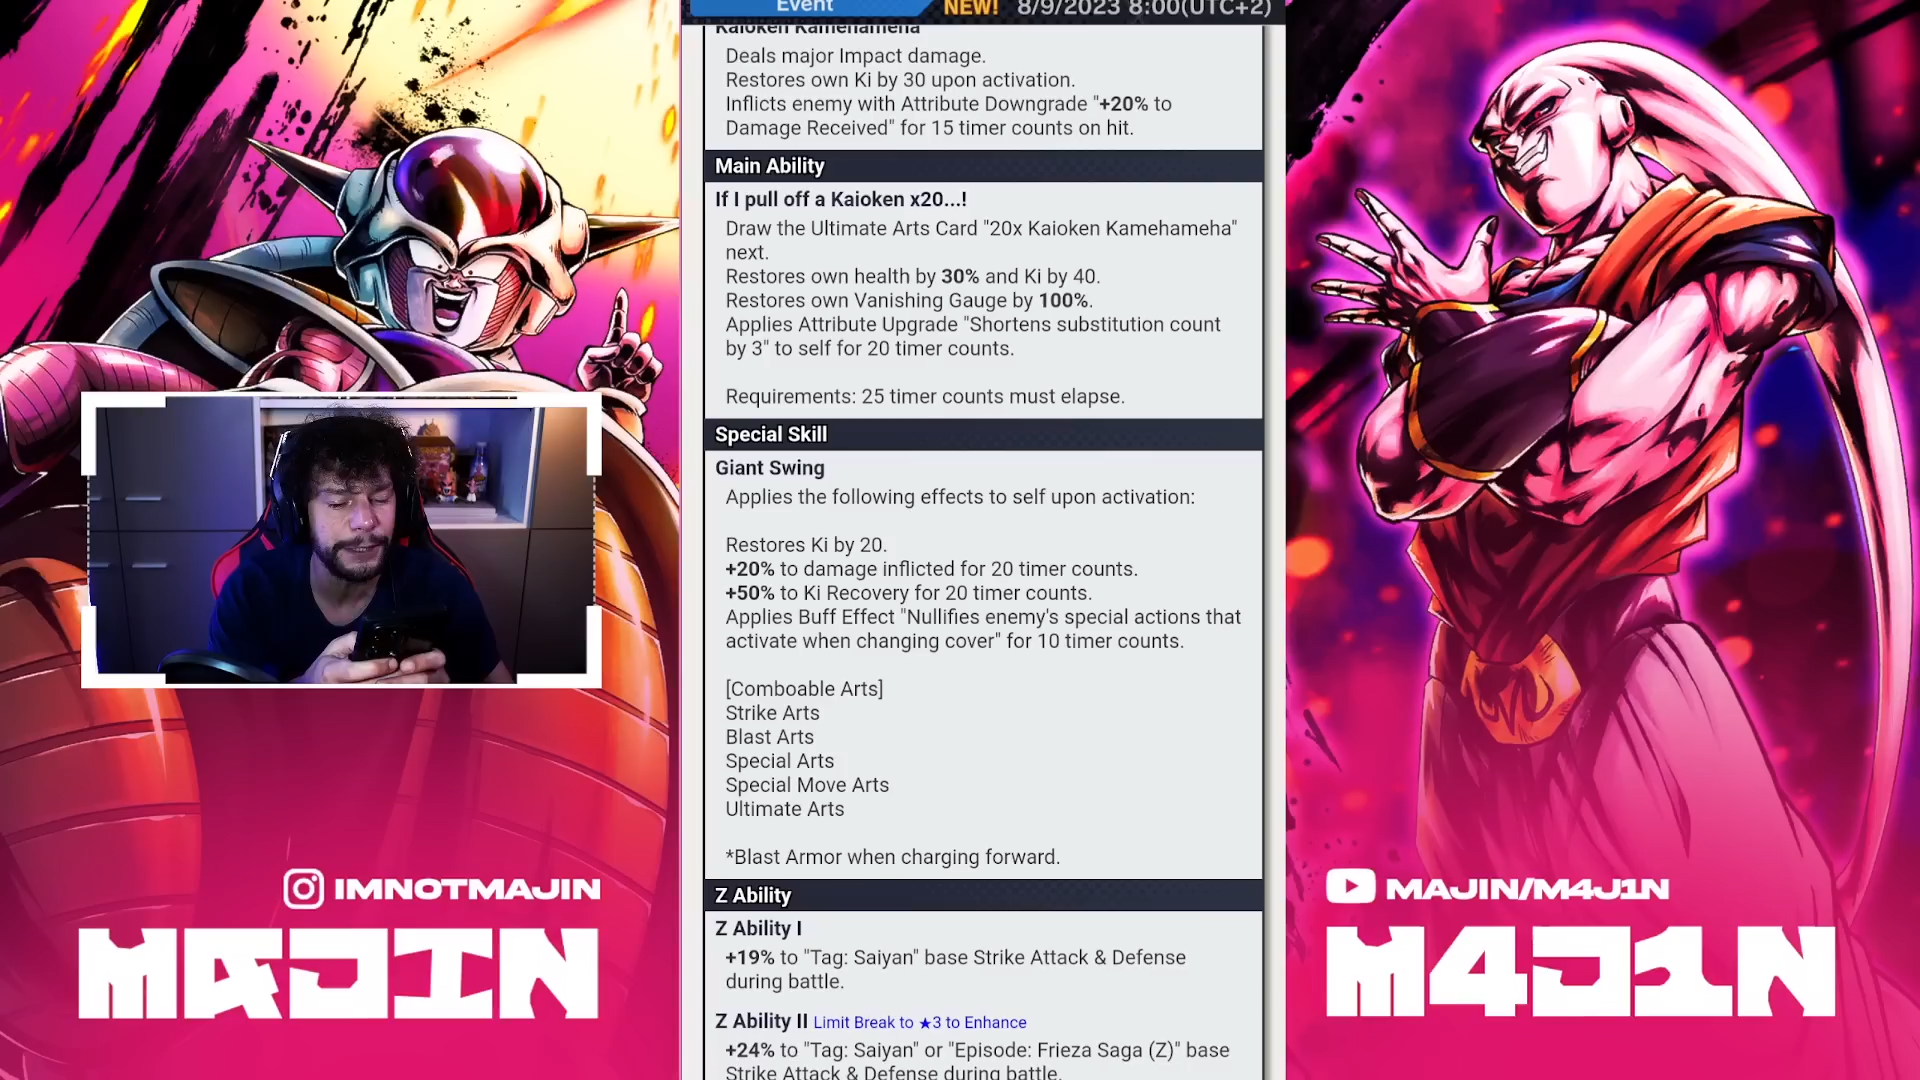 Event
NEW! 8/9/2023 8:00(UTC+2)
Kaioken Kamehameha
Deals major Impact damage.
Restores own Ki by 30 upon activation.
Inflicts enemy with Attribute Downgrade "+20% to
Damage Received" for 15 timer counts on hit.
Main Ability
If I pull off a Kaioken x20...!
Draw the Ultimate Arts Card "20x Kaioken Kamehameha"
next.
Restores own health by 30% and Ki by 40.
Restores own Vanishing Gauge by 100%.
Applies Attribute Upgrade "Shortens substitution count
by 3" to self for 20 timer counts.
Requirements: 25 timer counts must elapse.
Special Skill
Giant Swing
Applies the following effects to self upon activation:
Restores Ki by 20.
+20% to damage inflicted for 20 timer counts.
+50% to Ki Recovery for 20 timer counts.
Applies Buff Effect "Nullifies enemy's special actions that
activate when changing cover" for 10 timer counts.
[Comboable Arts]
Strike Arts
Blast Arts
Special Arts
Special Move Arts
Ultimate Arts
*Blast Armor when charging forward.
Z Ability
Z Ability I
+19% to "Tag: Saiyan" base Strike Attack & Defense
during battle.
Z Ability II Limit Break to ★3 to Enhance
+24% to "Tag: Saiyan" or "Episode: Frieza Saga (Z)" base
Strike Attack & Defense during battle.
IMNOTMAJIN
MAJIN
MAJIN/M4J1N
M4J1N